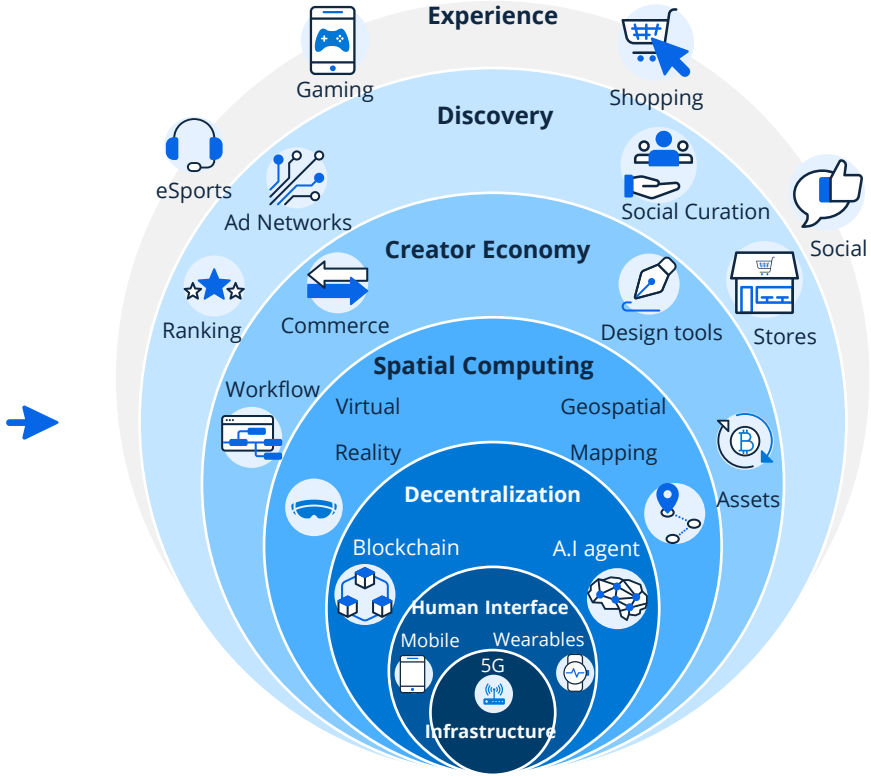 Experience
Gaming
Shopping
Discovery
eSports
Ad Networks
Social Curation
Social
Creator Economy
Ranking
Commerce
Design tools
Stores
Spatial Computing
Workflow
Virtual
Reality
Geospatial
Mapping
Assets
Decentralization
Blockchain
A.I agent
Human Interface
Mobile
Wearables
5G
Infrastructure